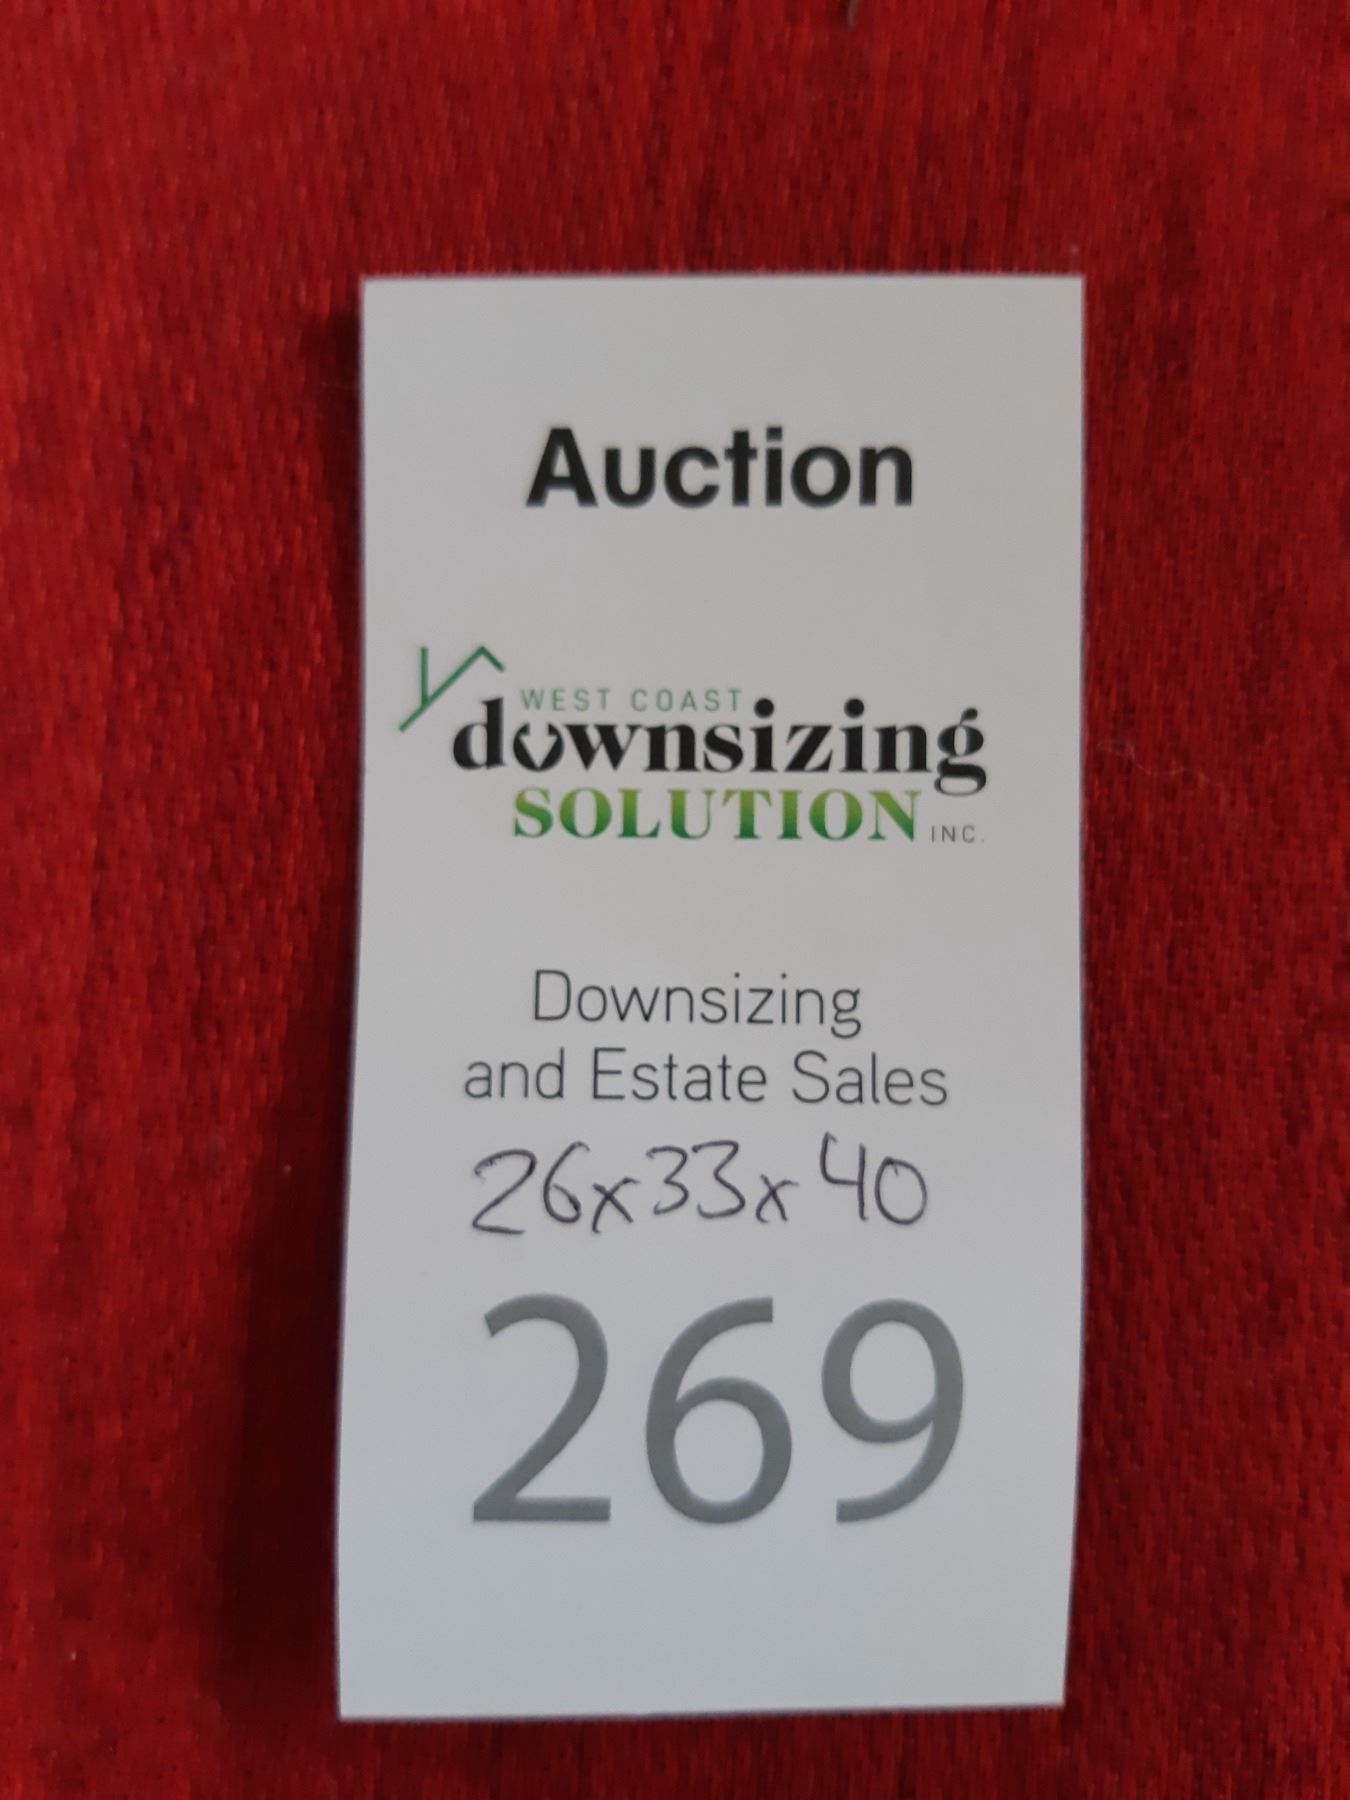 Auction
WEST COAST
downsizing
SOLUTION INC.
Downsizing
and Estate Sales
26x33x40
269